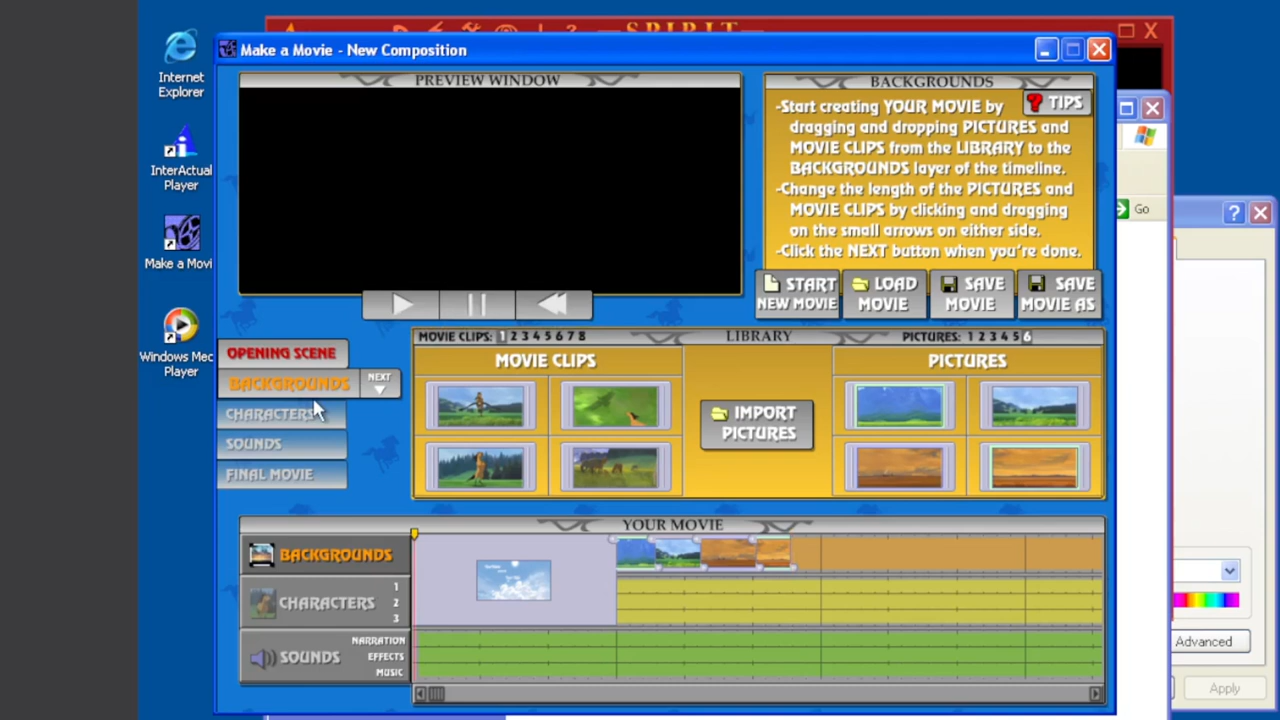 SPIRIT
Internet
Explorer
InterActual
Player
Make a Movi
Windows Mec
Player
Make a Movie - New Composition
PREVIEW WINDOW
BACKGROUNDS
? TIPS
-Start creating YOUR MOVIE by
dragging and dropping PICTURES and
MOVIE CLIPS from the LIBRARY to the
BACKGROUNDS layer of the timeline.
-Change the length of the PICTURES and
MOVIE CLIPS by clicking and dragging
on the small arrows on either side.
-Click the NEXT button when you're done.
START
NEW MOVIE
LOAD
MOVIE
SAVE
MOVIE
SAVE
MOVIE AS
OPENING SCENE
BACKGROUNDS
NEXT
CHARACTERS
SOUNDS
FINAL MOVIE
MOVIE CLIPS: 1 2 3 4 5 6 7 8
LIBRARY
PICTURES: 1 2 3 4 5 6
MOVIE CLIPS
PICTURES
IMPORT
PICTURES
YOUR MOVIE
BACKGROUNDS
CHARACTERS
1
2
3
SOUNDS
NARRATION
EFFECTS
MUSIC
Go
?
Advanced
Apply